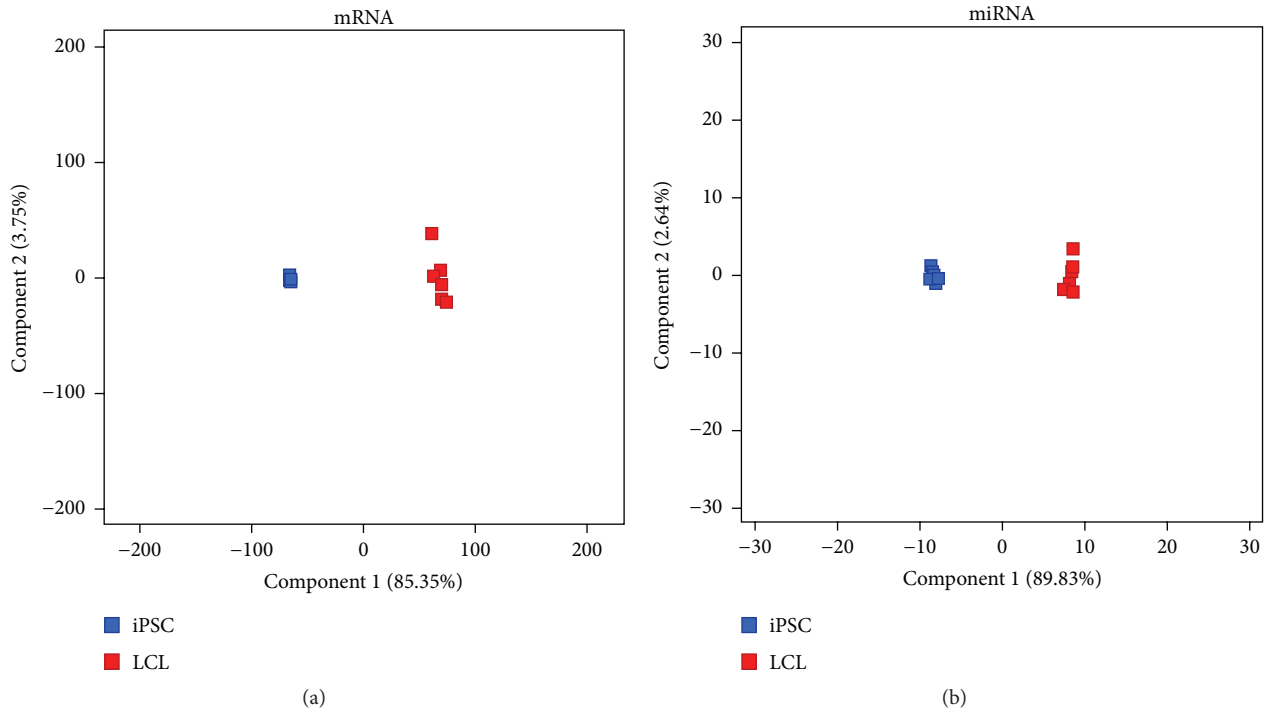 mRNA
200
100
0
−100
−200
Component 2 (3.75%)
−200 −100 0 100 200
Component 1 (85.35%)
iPSC
LCL
(a)
miRNA
30
20
10
0
−10
−20
−30
Component 2 (2.64%)
−30 −20 −10 0 10 20 30
Component 1 (89.83%)
iPSC
LCL
(b)